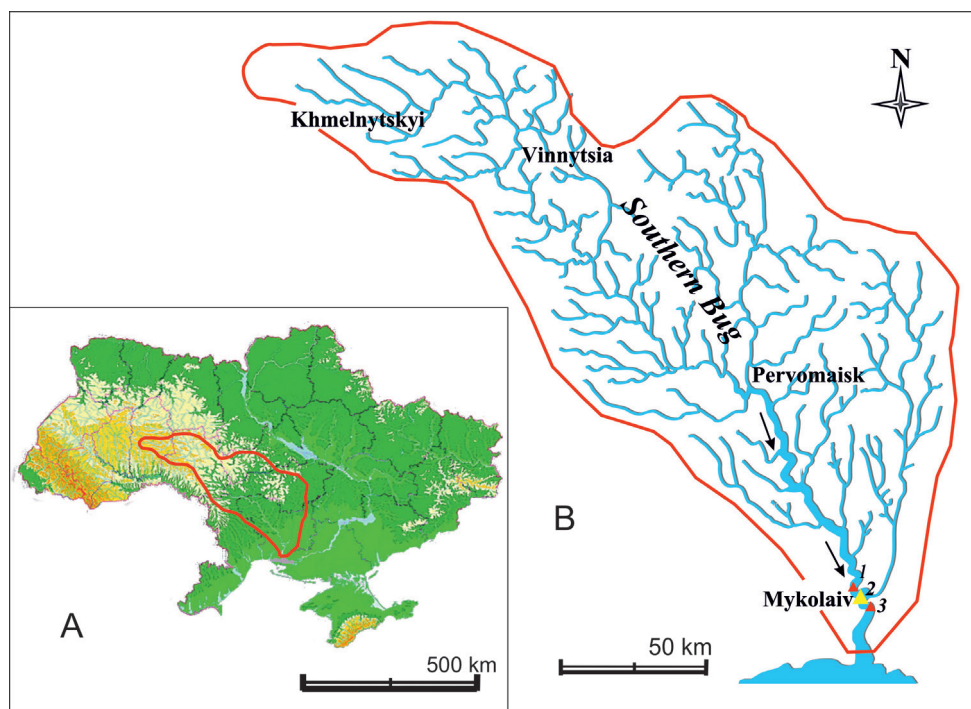 N
Khmelnytskyi
Vinnytsia
Southern Bug
Pervomaisk
B
1
2
Mykolaiv
3
A
500 km
50 km